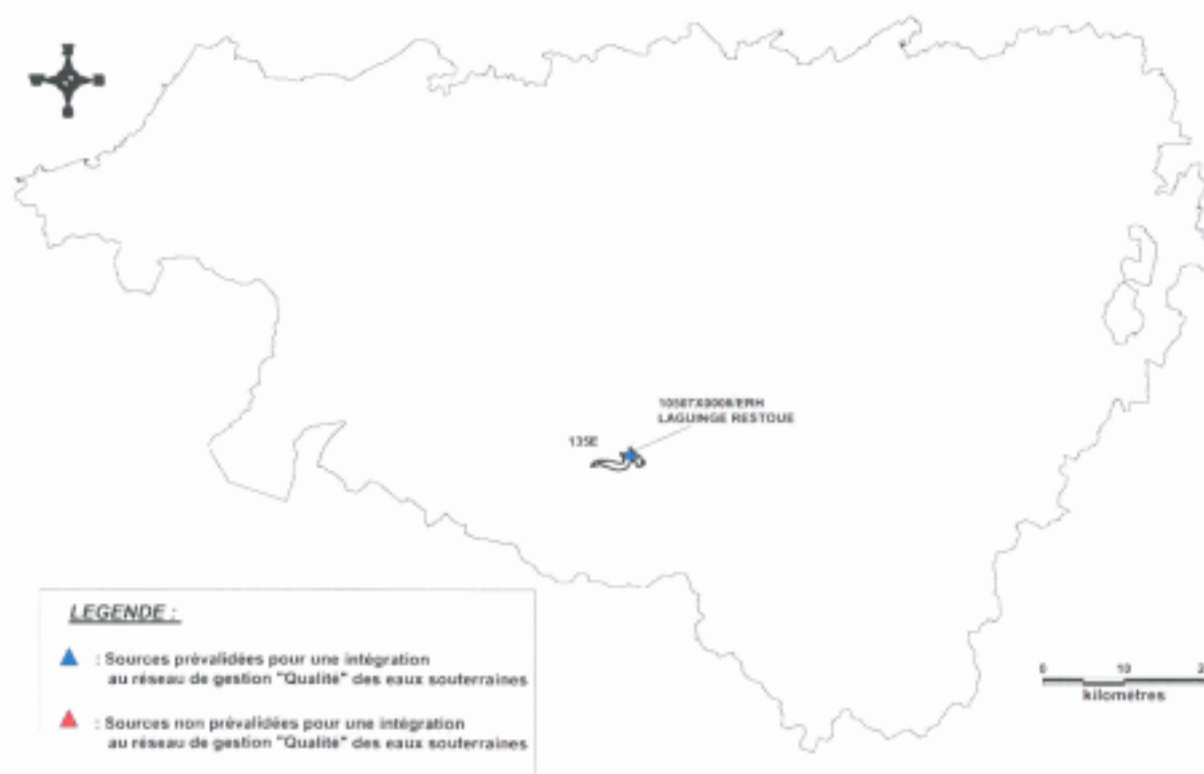 10507X0008/ERH
LAGUINGE RESTOUE
135E
LEGENDE :
: Sources prévalidées pour une intégration
au réseau de gestion "Qualité" des eaux souterraines
: Sources non prévalidées pour une intégration
au réseau de gestion "Qualité" des eaux souterraines
0 10
kilomètres